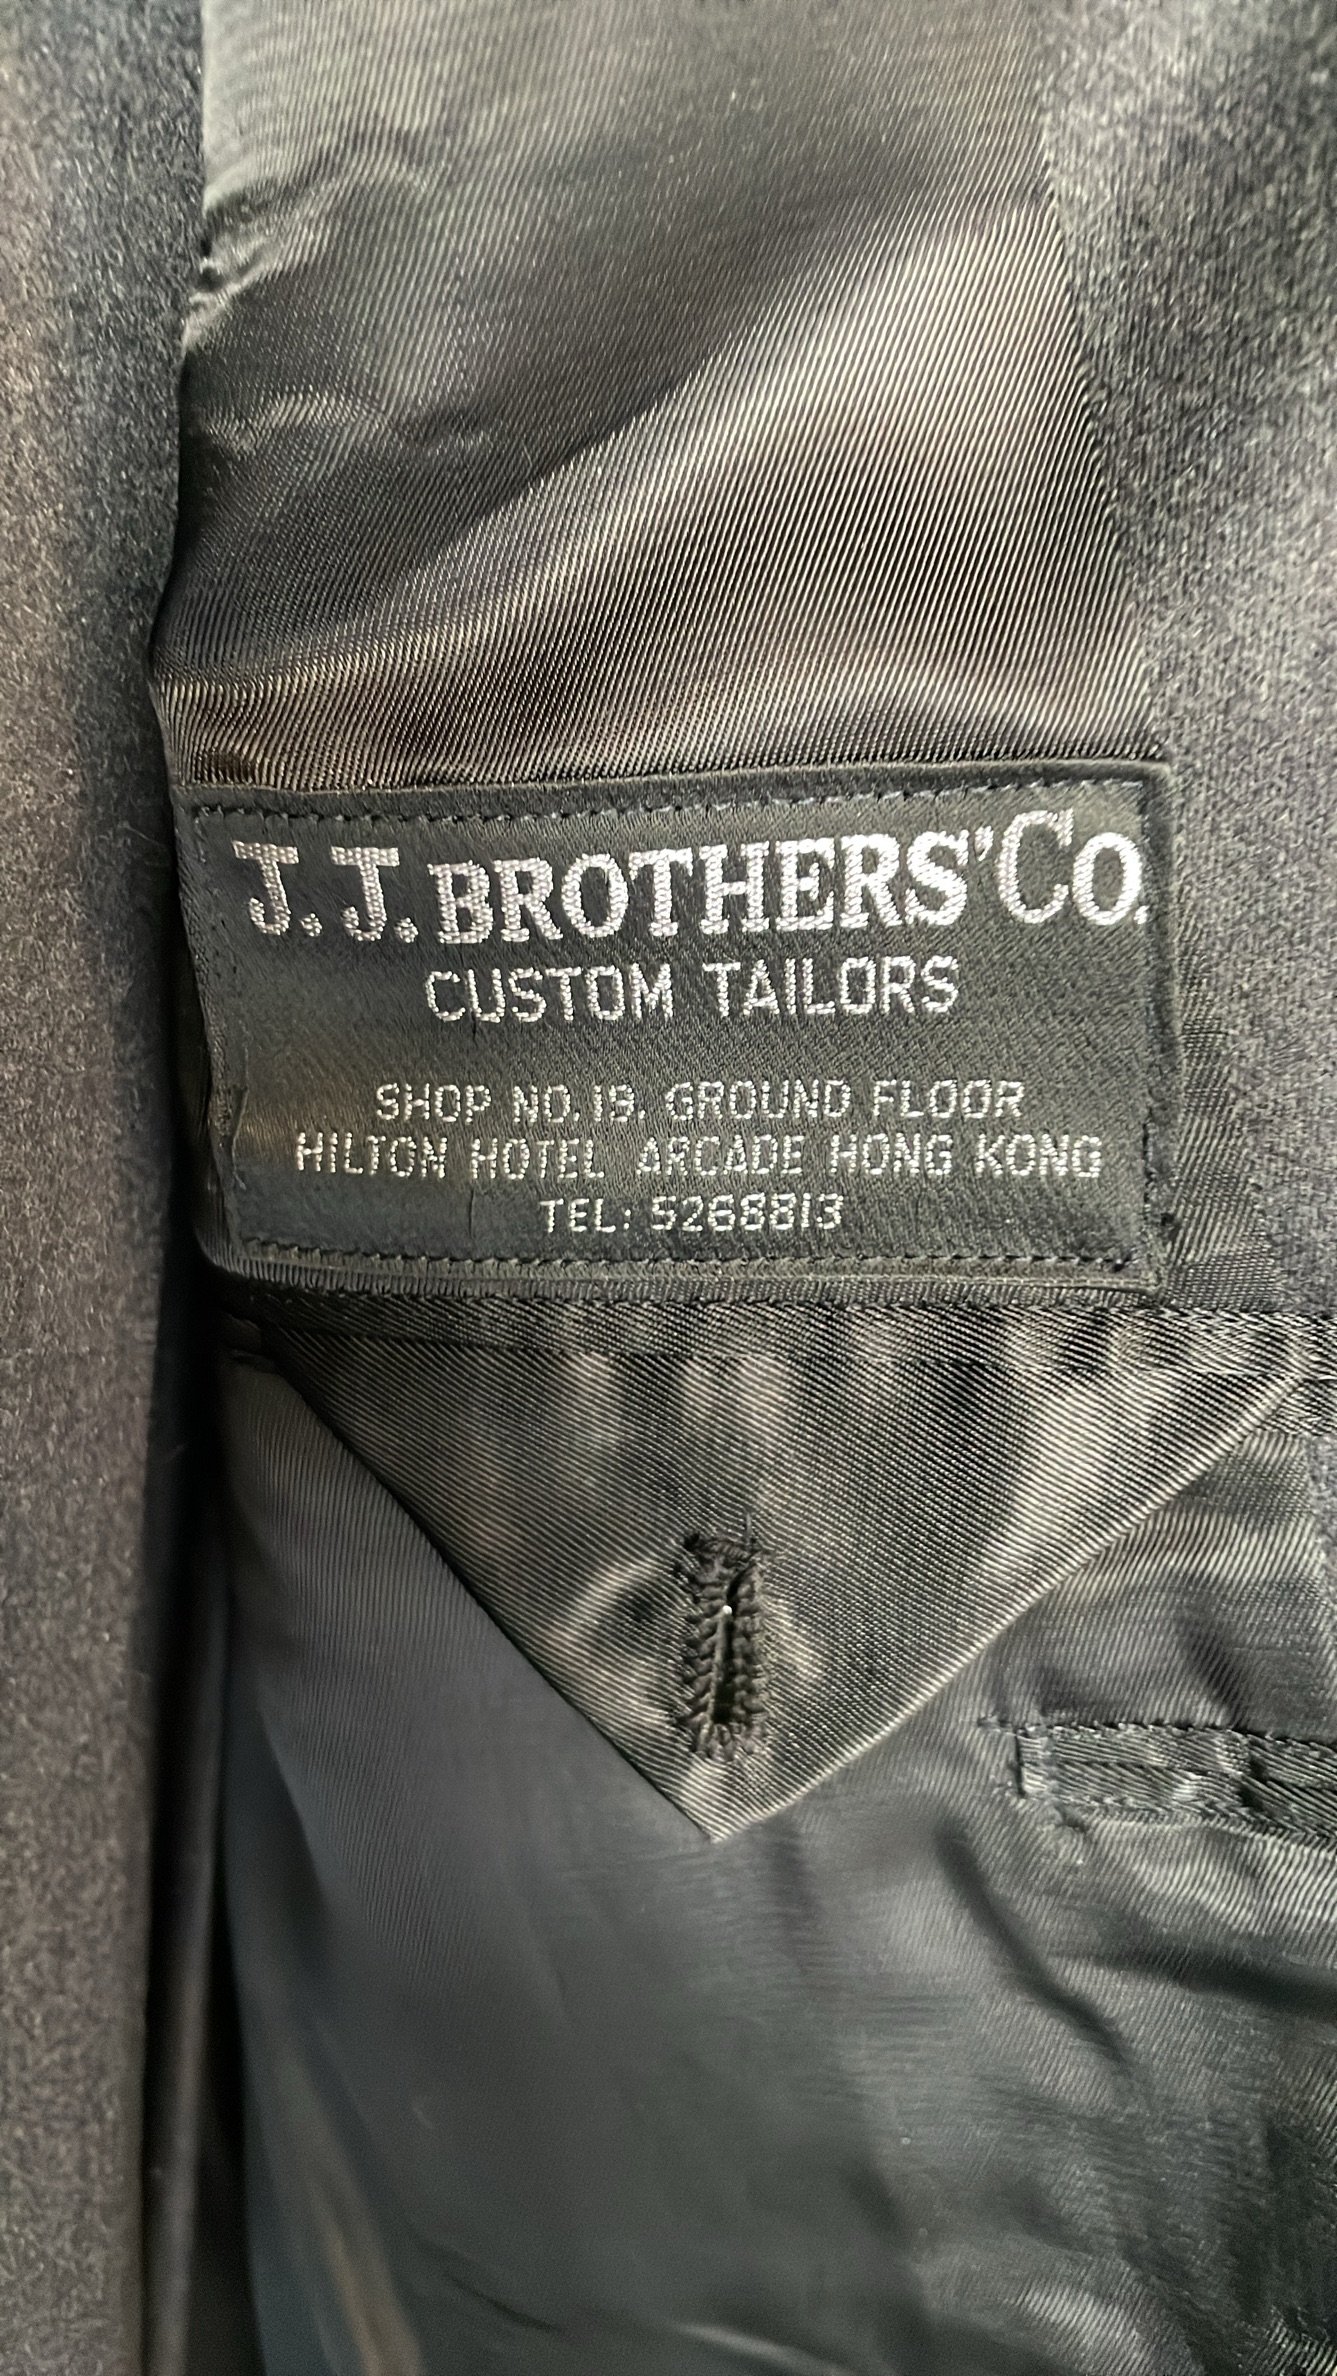 J. J. BROTHERS' CO.
CUSTOM TAILORS
SHOP NO. 19. GROUND FLOOR
HILTON HOTEL ARCADE HONG KONG
TEL: 5268813